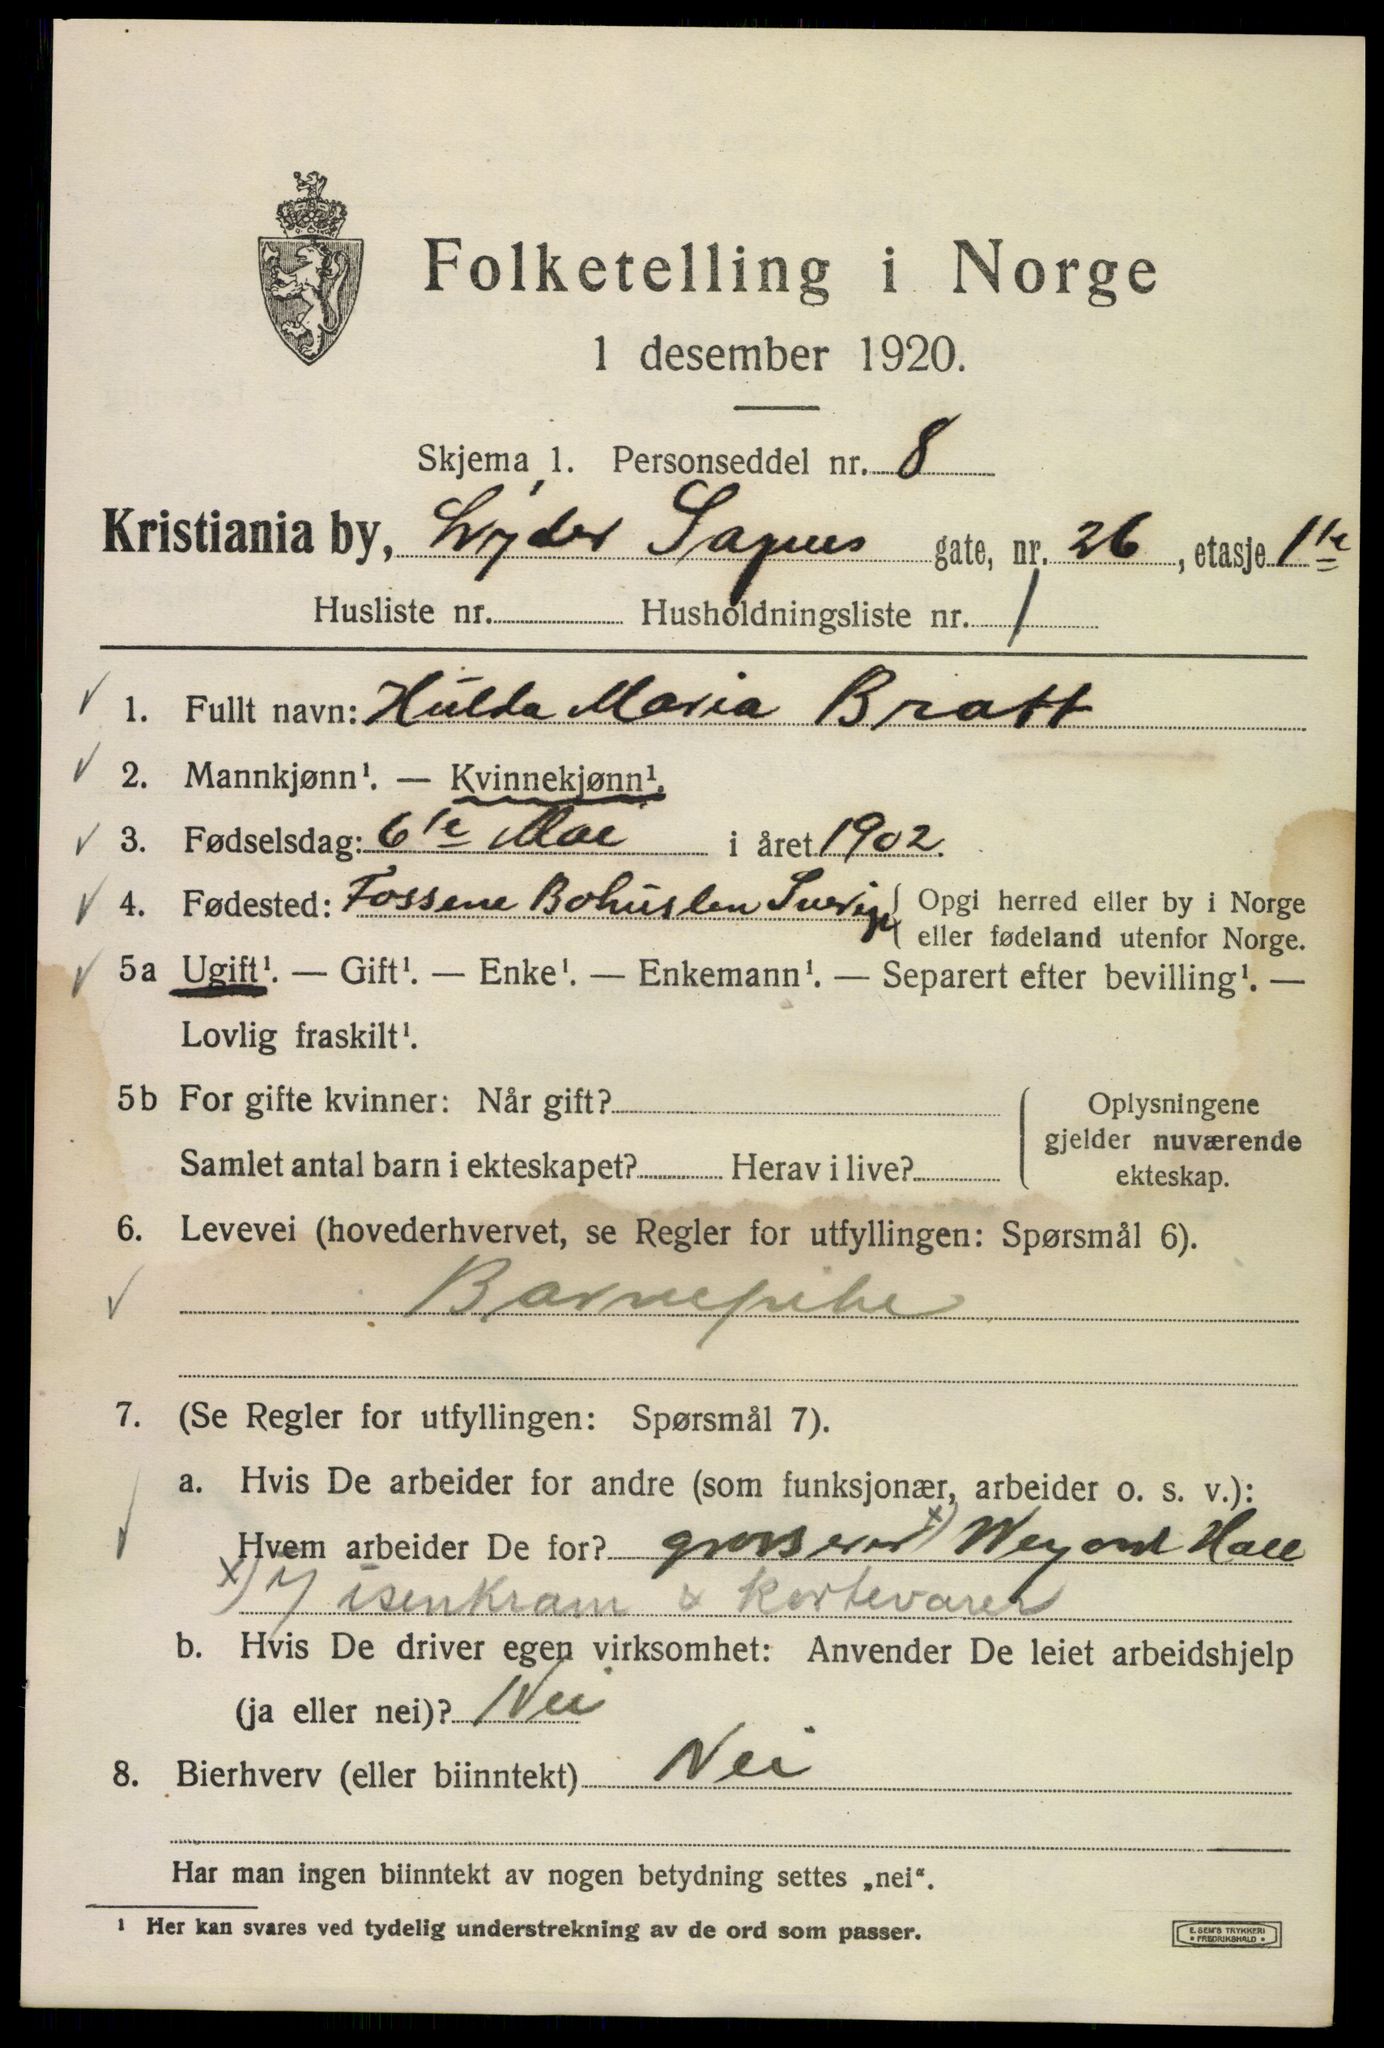 Folketelling i Norge
1 desember 1920.
Skjema 1. Personseddel nr. 8
Kristiania by, Lyder Sagens gate, nr. 26, etasje 1ste
Husliste nr. Husholdningsliste nr. 1
1. Fullt navn: Hulda Maria Bratt
2. Mannkjønn¹. — Kvinnekjønn¹.
3. Fødselsdag: 6te Mai i året 1902.
4. Fødested: Fossene Bohuslen Sverige { Opgi herred eller by i Norge
eller fødeland utenfor Norge.
5a Ugift¹. — Gift¹. — Enke¹. — Enkemann¹. — Separert efter bevilling¹. —
Lovlig fraskilt¹.
5b For gifte kvinner: Når gift?
Samlet antal barn i ekteskapet? Herav i live?
{ Oplysningene
gjelder nuværende
ekteskap.
6. Levevei (hovederhvervet, se Regler for utfyllingen: Spørsmål 6).
Barnepike
7. (Se Regler for utfyllingen: Spørsmål 7).
a. Hvis De arbeider for andre (som funksjonær, arbeider o. s. v.):
Hvem arbeider De for? grosserer x)
x) I isenkram & kortevarer
b. Hvis De driver egen virksomhet: Anvender De leiet arbeidshjelp
(ja eller nei)? Nei
8. Bierhverv (eller biinntekt) Nei
Har man ingen biinntekt av nogen betydning settes „nei“.
¹ Her kan svares ved tydelig understrekning av de ord som passer.
E. SEM'S TRYKKERI
• FREDRIKSHALD •